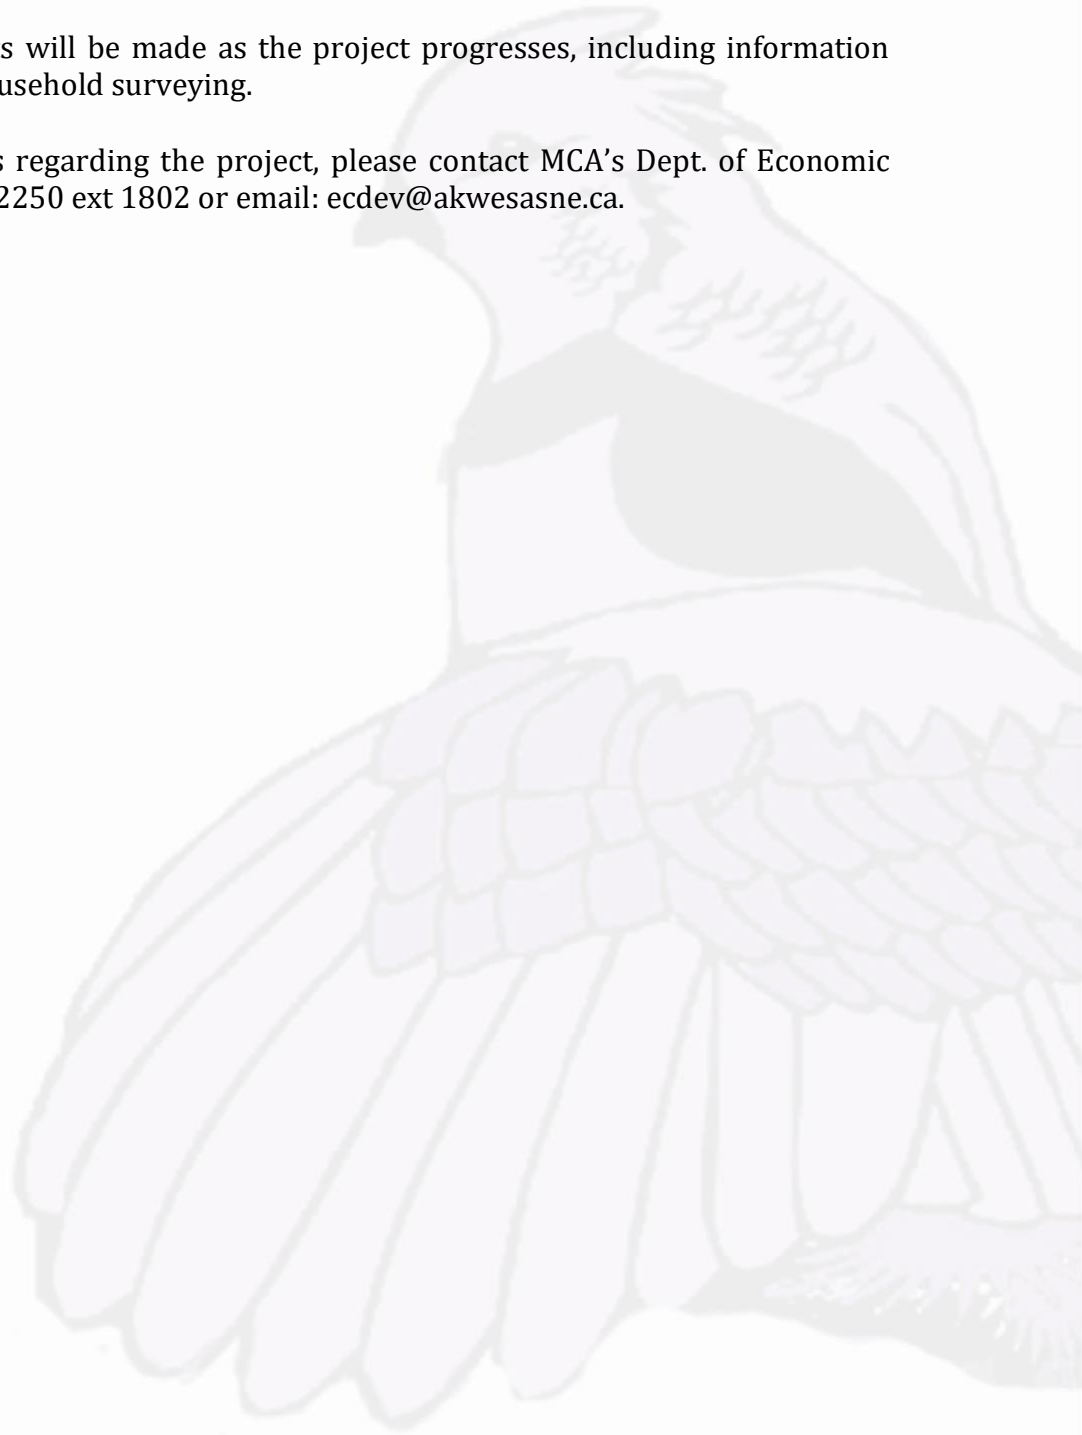 s will be made as the project progresses, including information
usehold surveying.
s regarding the project, please contact MCA’s Dept. of Economic
2250 ext 1802 or email: ecdev@akwesasne.ca.